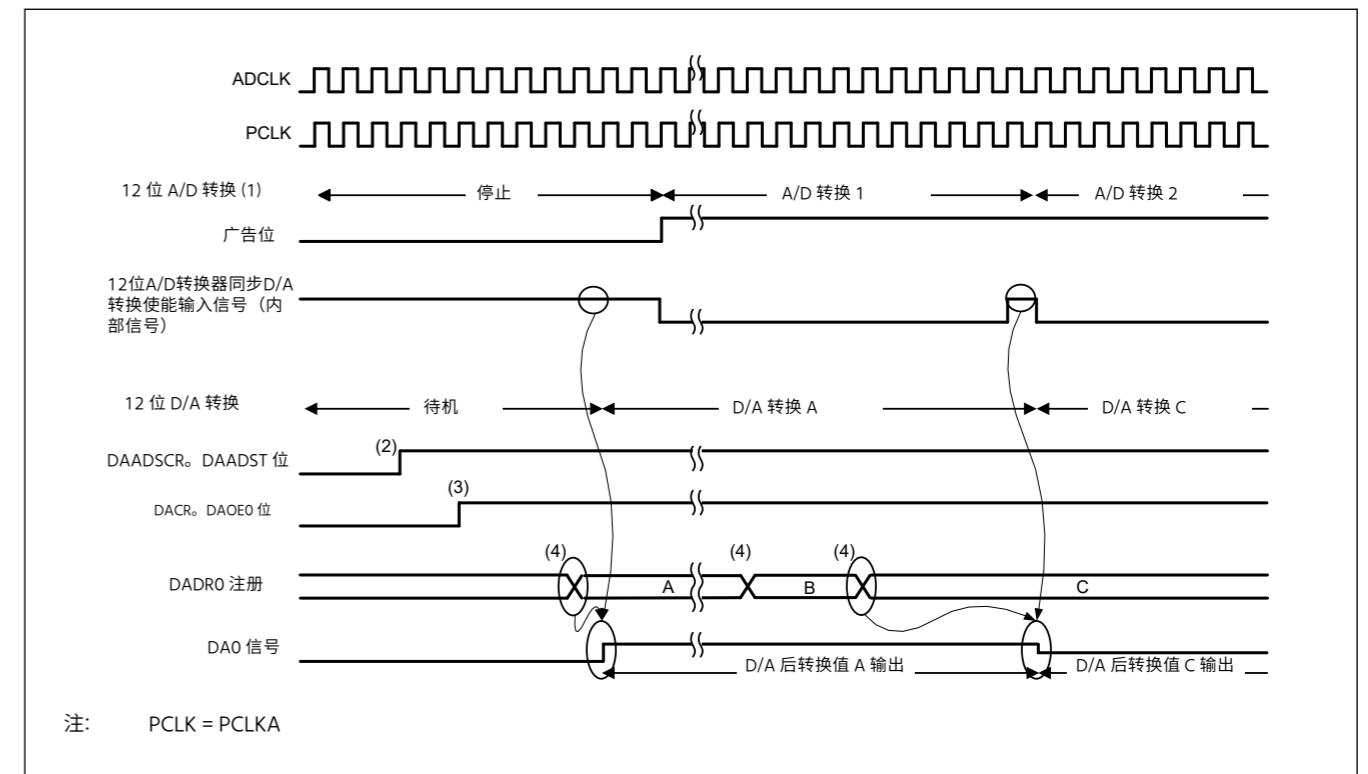 ADCLK
PCLK
12 位 A/D 转换 (1)
停止
A/D 转换 1
A/D 转换 2
广告位
12位A/D转换器同步D/A
转换使能输入信号（内
部信号）
12 位 D/A 转换
待机
D/A 转换 A
D/A 转换 C
(2)
DAADSCR。DAADST 位
(3)
DACR。DAOE0 位
(4)
(4)
(4)
DADR0 注册
A
B
C
DA0 信号
D/A 后转换值 A 输出
D/A 后转换值 C 输出
注: PCLK = PCLKA